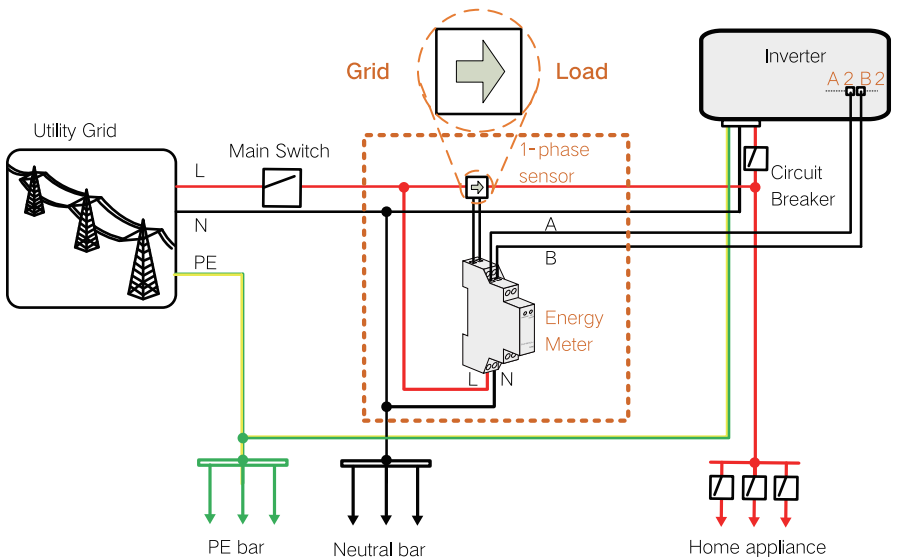 Inverter
Grid
Load
A 2 B 2
Utility Grid
Main Switch
1-phase
sensor
L
Circuit
Breaker
N
A
B
PE
Energy
Meter
L
N
PE bar
Neutral bar
Home appliance